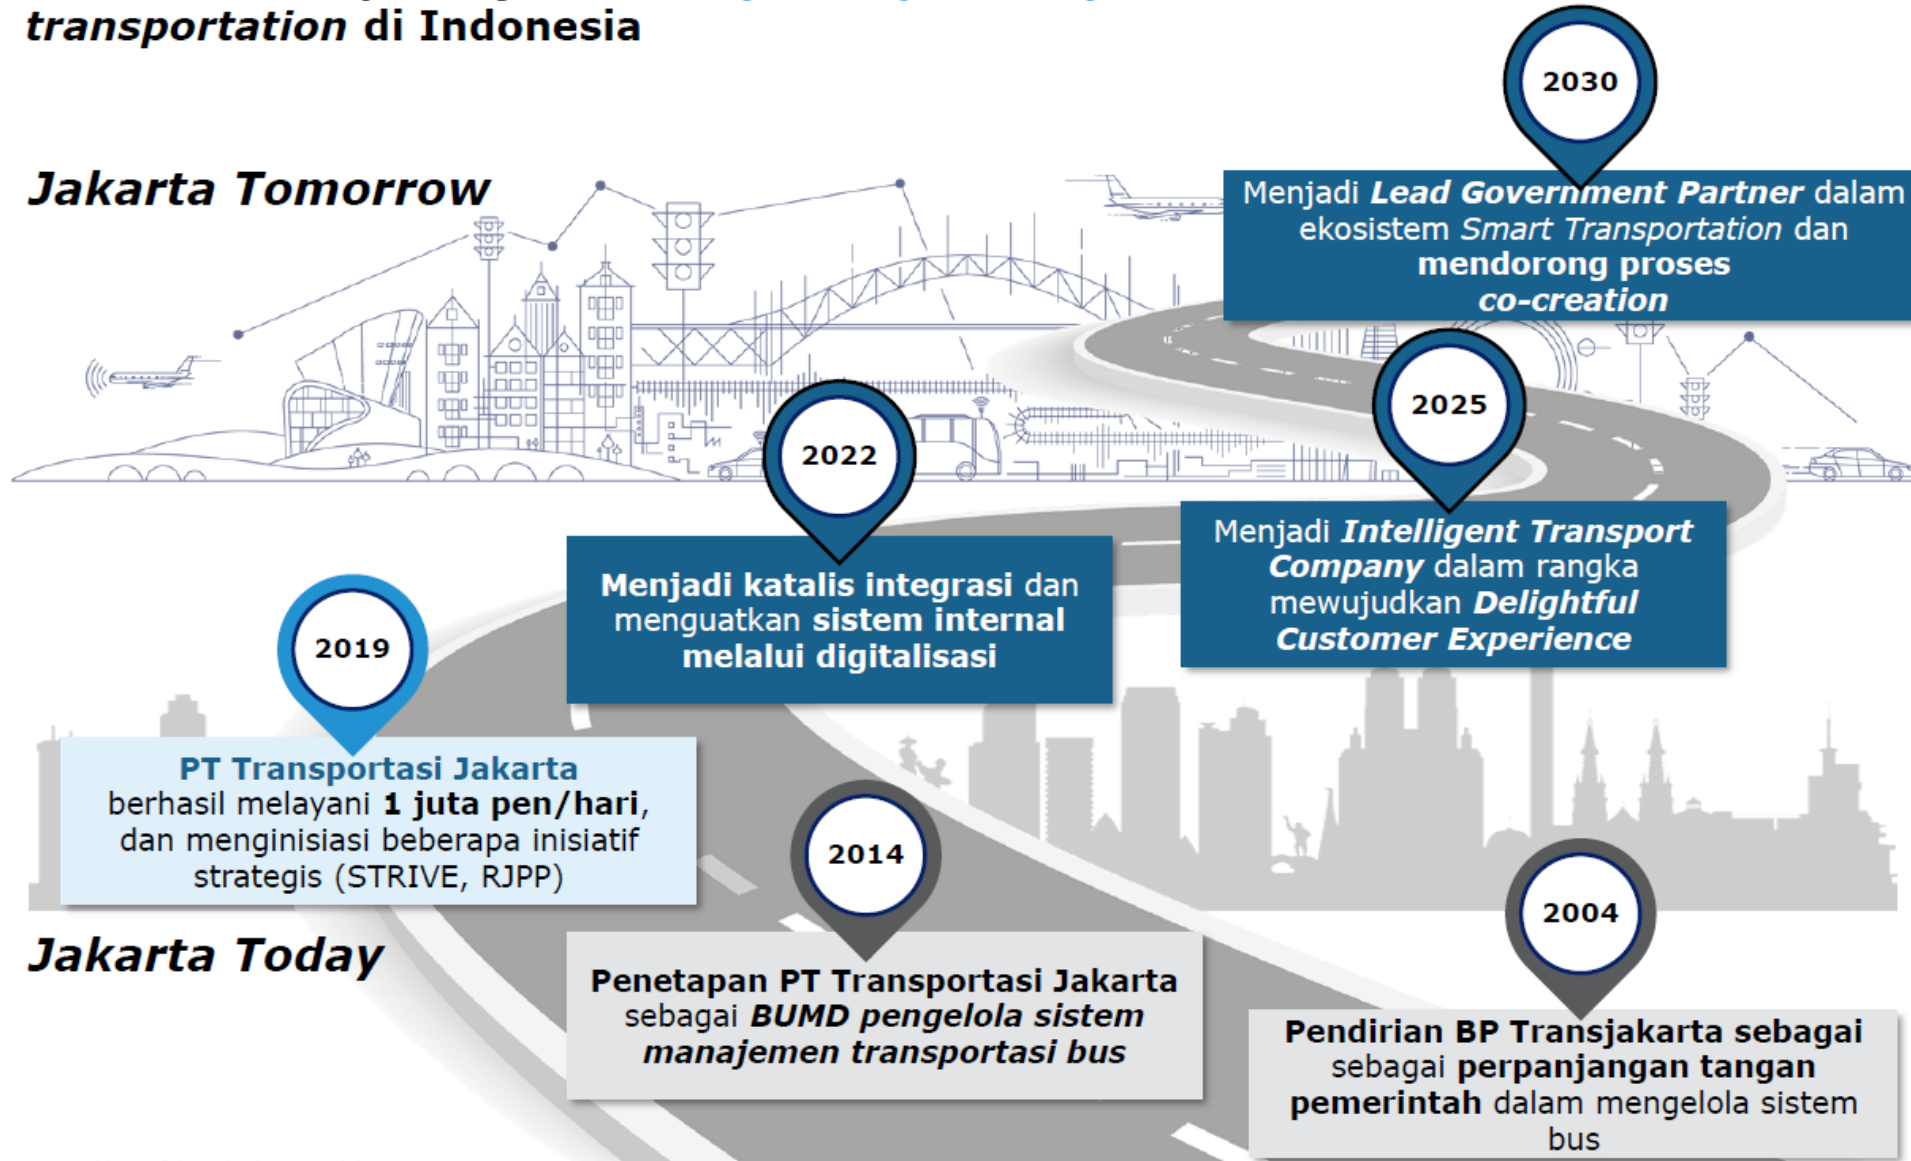 transportation di Indonesia
2030
Jakarta Tomorrow
Menjadi Lead Government Partner dalam
ekosistem Smart Transportation dan
mendorong proses
co-creation
2025
2022
Menjadi Intelligent Transport
Company dalam rangka
mewujudkan Delightful
Customer Experience
Menjadi katalis integrasi dan
menguatkan sistem internal
melalui digitalisasi
2019
PT Transportasi Jakarta
berhasil melayani 1 juta pen/hari,
dan menginisiasi beberapa inisiatif
strategis (STRIVE, RJPP)
2014
2004
Jakarta Today
Penetapan PT Transportasi Jakarta
sebagai BUMD pengelola sistem
manajemen transportasi bus
Pendirian BP Transjakarta sebagai
sebagai perpanjangan tangan
pemerintah dalam mengelola sistem
bus